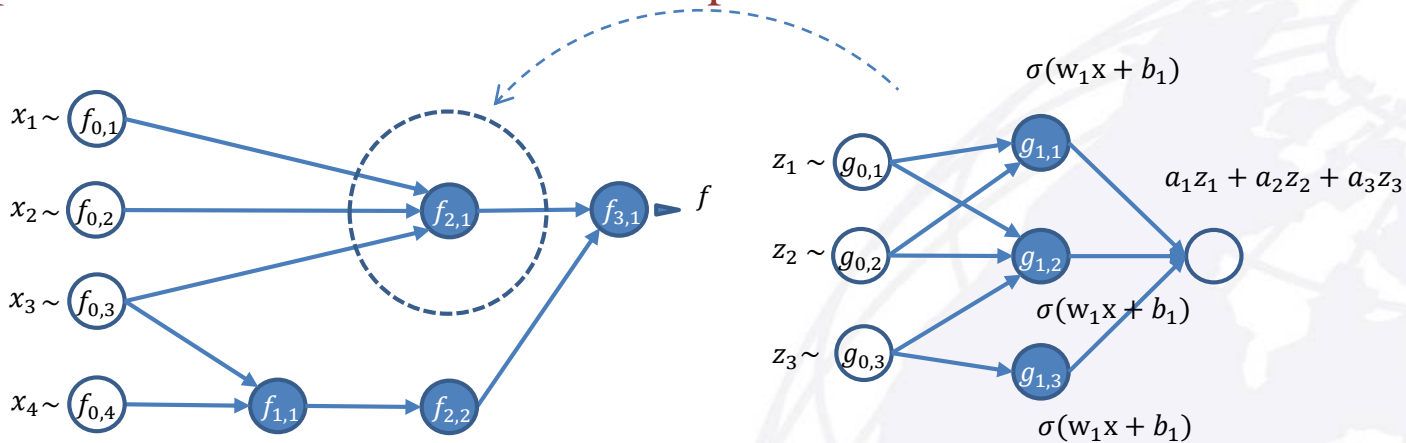 x₁ ~ f₀,₁
x₂ ~ f₀,₂
x₃ ~ f₀,₃
x₄ ~ f₀,₄
f₁,₁
f₂,₁
f₂,₂
f₃,₁
f
z₁ ~ g₀,₁
z₂ ~ g₀,₂
z₃ ~ g₀,₃
σ(w₁x + b₁)
g₁,₁
g₁,₂
σ(w₁x + b₁)
g₁,₃
σ(w₁x + b₁)
a₁z₁ + a₂z₂ + a₃z₃